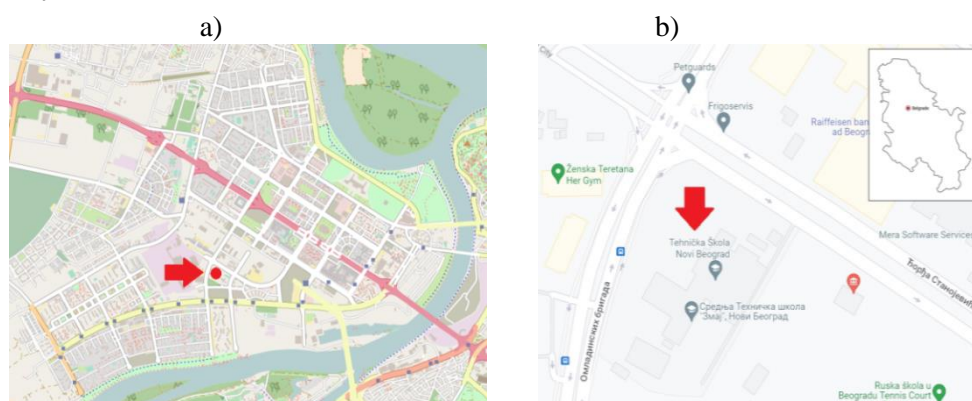 a)
b)
Petguards
Frigoservis
Raiffeisen ban
ad Beogr
Belgrade
Ženska Teretana
Her Gym
Tehnička Škola
Novi Beograd
Mera Software Services
Средња Техничка школа
"Змај", Нови Београд
Омладинских бригада
Ђорђа Станојевић
Ruska škola u
Beogradu Tennis Court